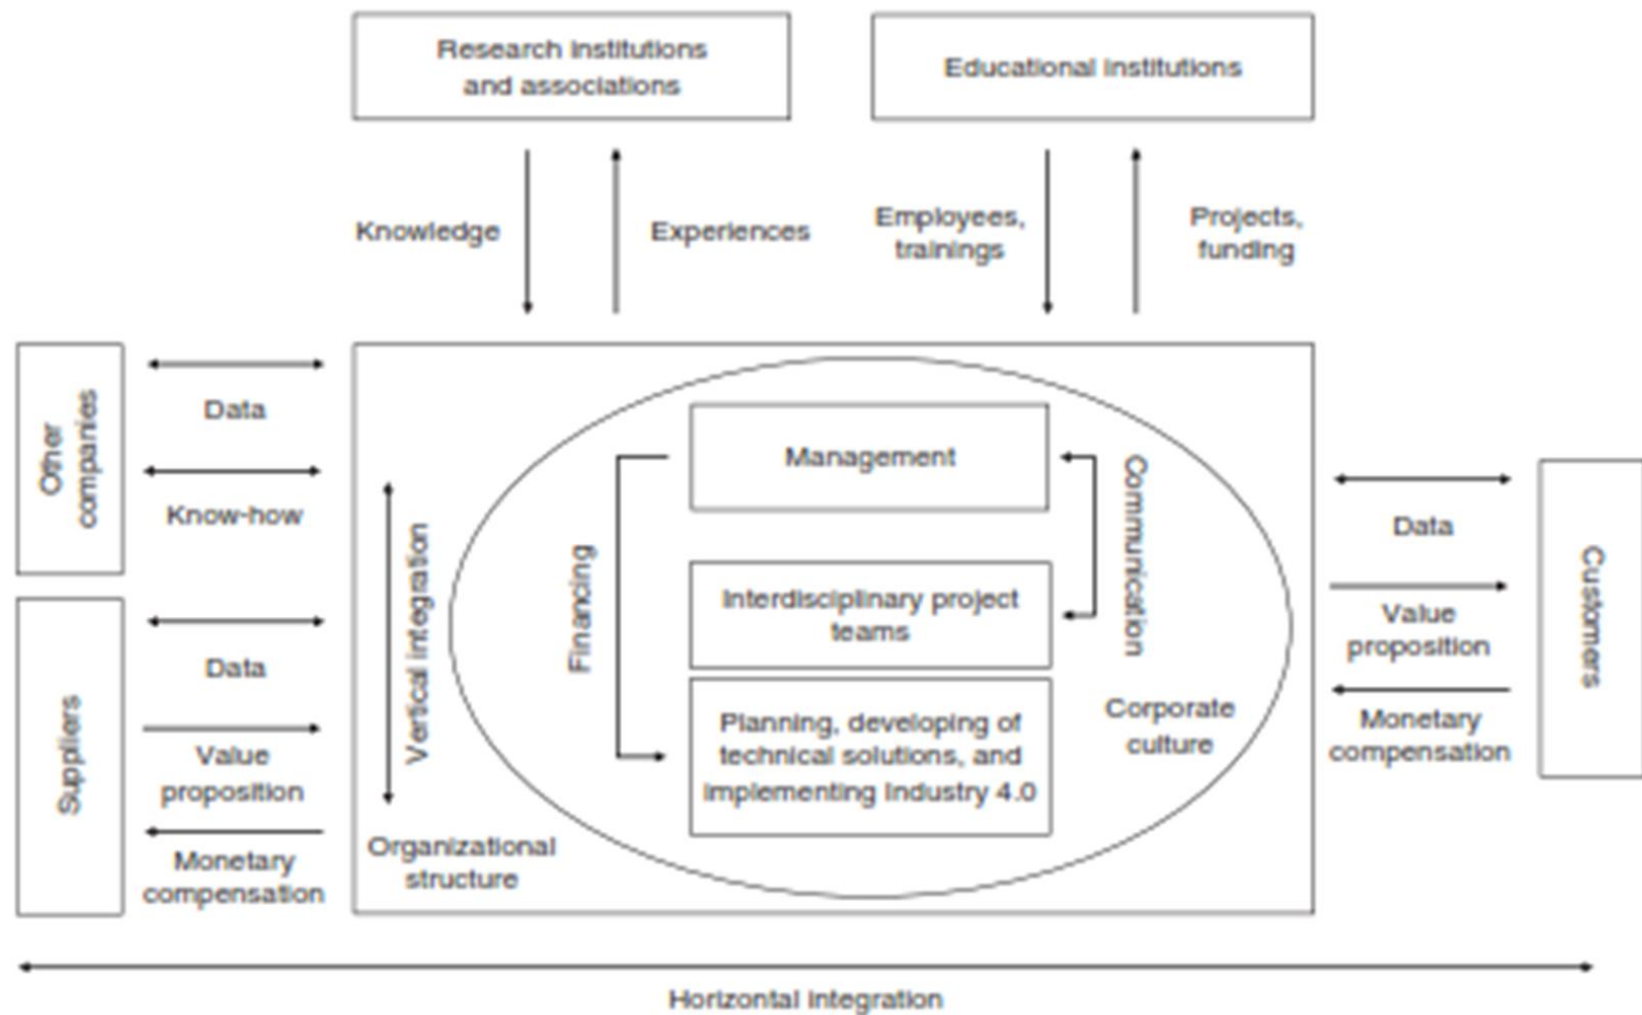 Research institutions
and associations
Educational institutions
Knowledge
Experiences
Employees,
trainings
Projects,
funding
Other
companies
Data
Know-how
Suppliers
Data
Value
proposition
Monetary
compensation
Vertical integration
Organizational
structure
Financing
Management
Interdisciplinary project
teams
Planning, developing of
technical solutions, and
implementing Industry 4.0
Communication
Corporate
culture
Data
Value
proposition
Monetary
compensation
Customers
Horizontal integration